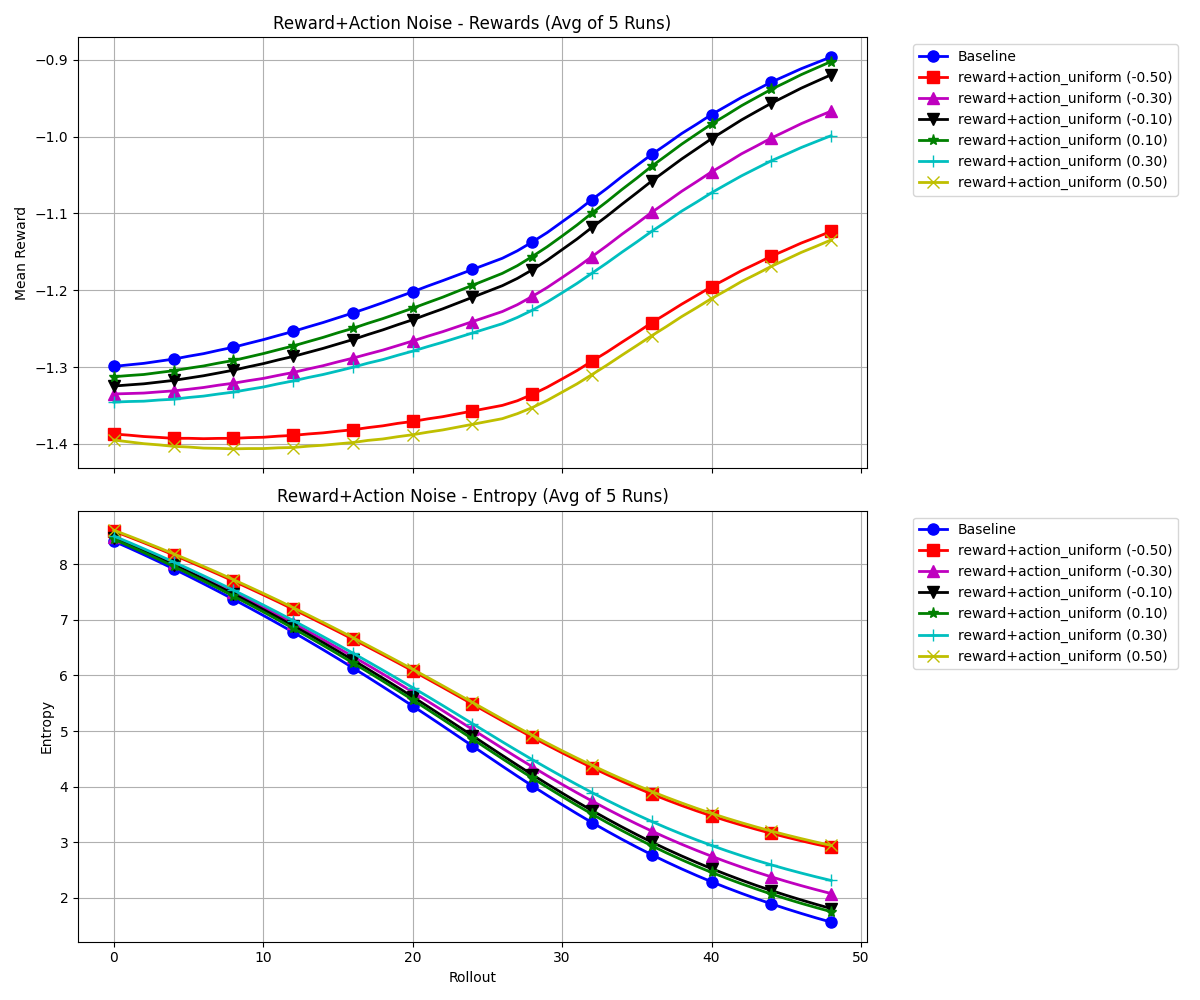 Reward+Action Noise - Rewards (Avg of 5 Runs)
−0.9
−1.0
−1.1
−1.2
−1.3
−1.4
Mean Reward
Baseline
reward+action_uniform (-0.50)
reward+action_uniform (-0.30)
reward+action_uniform (-0.10)
reward+action_uniform (0.10)
reward+action_uniform (0.30)
reward+action_uniform (0.50)
Reward+Action Noise - Entropy (Avg of 5 Runs)
8
7
6
5
4
3
2
Entropy
0 10 20 30 40 50
Rollout
Baseline
reward+action_uniform (-0.50)
reward+action_uniform (-0.30)
reward+action_uniform (-0.10)
reward+action_uniform (0.10)
reward+action_uniform (0.30)
reward+action_uniform (0.50)